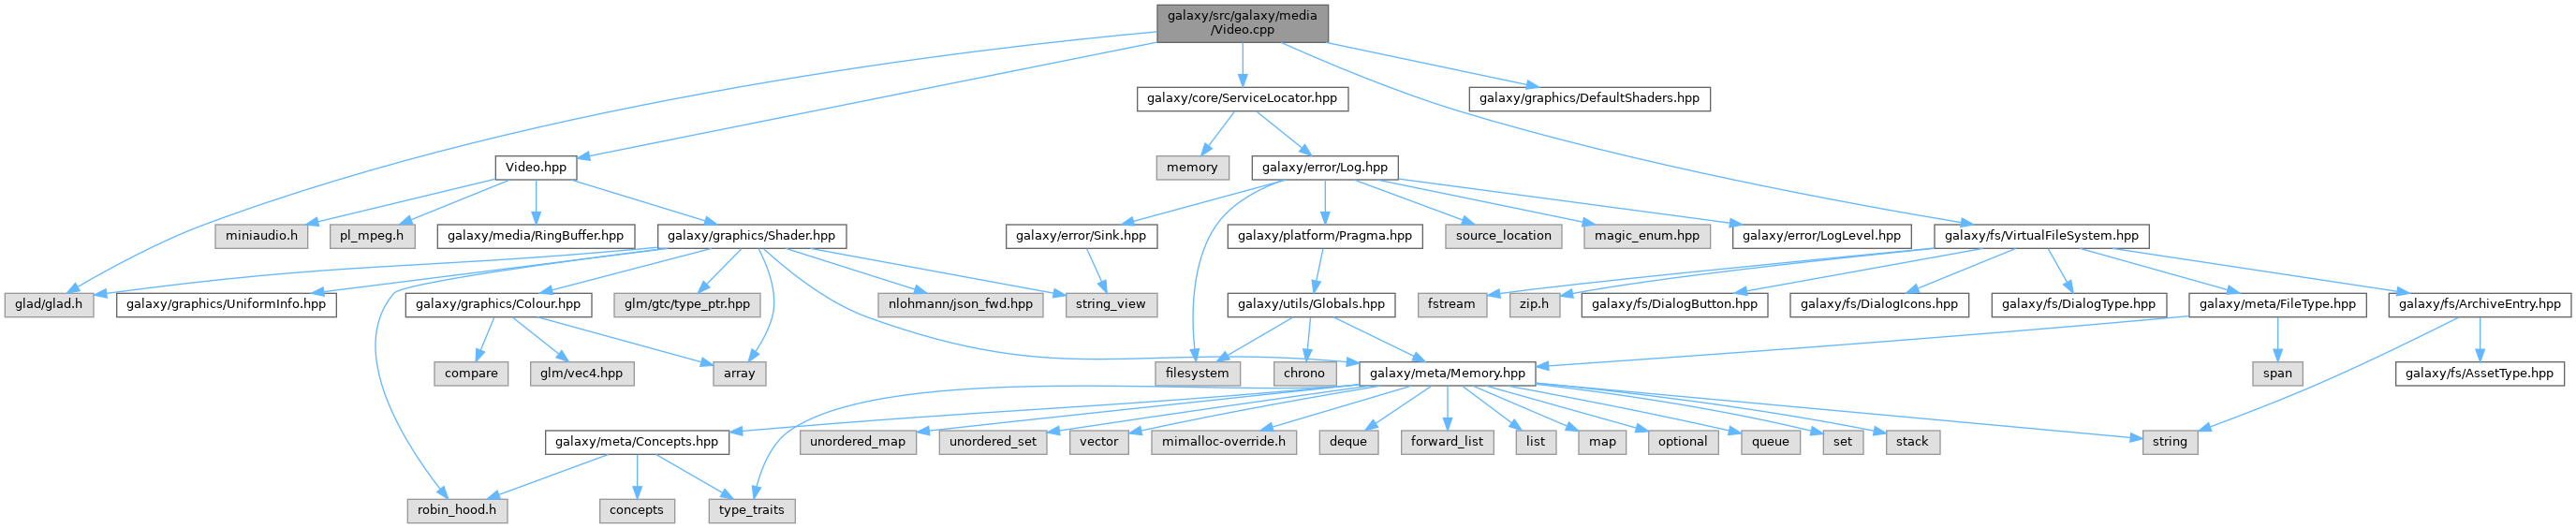 galaxy/src/galaxy/media
/Video.cpp
galaxy/core/ServiceLocator.hpp
galaxy/graphics/DefaultShaders.hpp
Video.hpp
memory
galaxy/error/Log.hpp
miniaudio.h
pl_mpeg.h
galaxy/media/RingBuffer.hpp
galaxy/graphics/Shader.hpp
galaxy/error/Sink.hpp
galaxy/platform/Pragma.hpp
source_location
magic_enum.hpp
galaxy/error/LogLevel.hpp
galaxy/fs/VirtualFileSystem.hpp
glad/glad.h
galaxy/graphics/UniformInfo.hpp
galaxy/graphics/Colour.hpp
glm/gtc/type_ptr.hpp
nlohmann/json_fwd.hpp
string_view
galaxy/utils/Globals.hpp
fstream
zip.h
galaxy/fs/DialogButton.hpp
galaxy/fs/DialogIcons.hpp
galaxy/fs/DialogType.hpp
galaxy/meta/FileType.hpp
galaxy/fs/ArchiveEntry.hpp
compare
glm/vec4.hpp
array
filesystem
chrono
galaxy/meta/Memory.hpp
span
galaxy/fs/AssetType.hpp
galaxy/meta/Concepts.hpp
unordered_map
unordered_set
vector
mimalloc-override.h
deque
forward_list
list
map
optional
queue
set
stack
string
robin_hood.h
concepts
type_traits